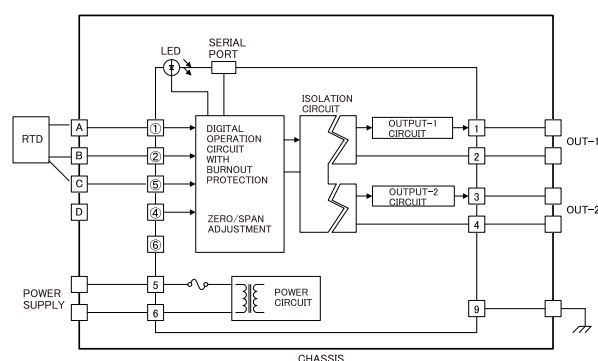 LED
SERIAL
PORT
ISOLATION
CIRCUIT
RTD
A
B
C
D
①
②
⑤
④
⑥
DIGITAL
OPERATION
CIRCUIT
WITH
BURNOUT
PROTECTION
ZERO/SPAN
ADJUSTMENT
OUTPUT-1
CIRCUIT
OUTPUT-2
CIRCUIT
1
2
3
4
OUT-1
OUT-2
POWER
SUPPLY
5
6
POWER
CIRCUIT
9
CHASSIS